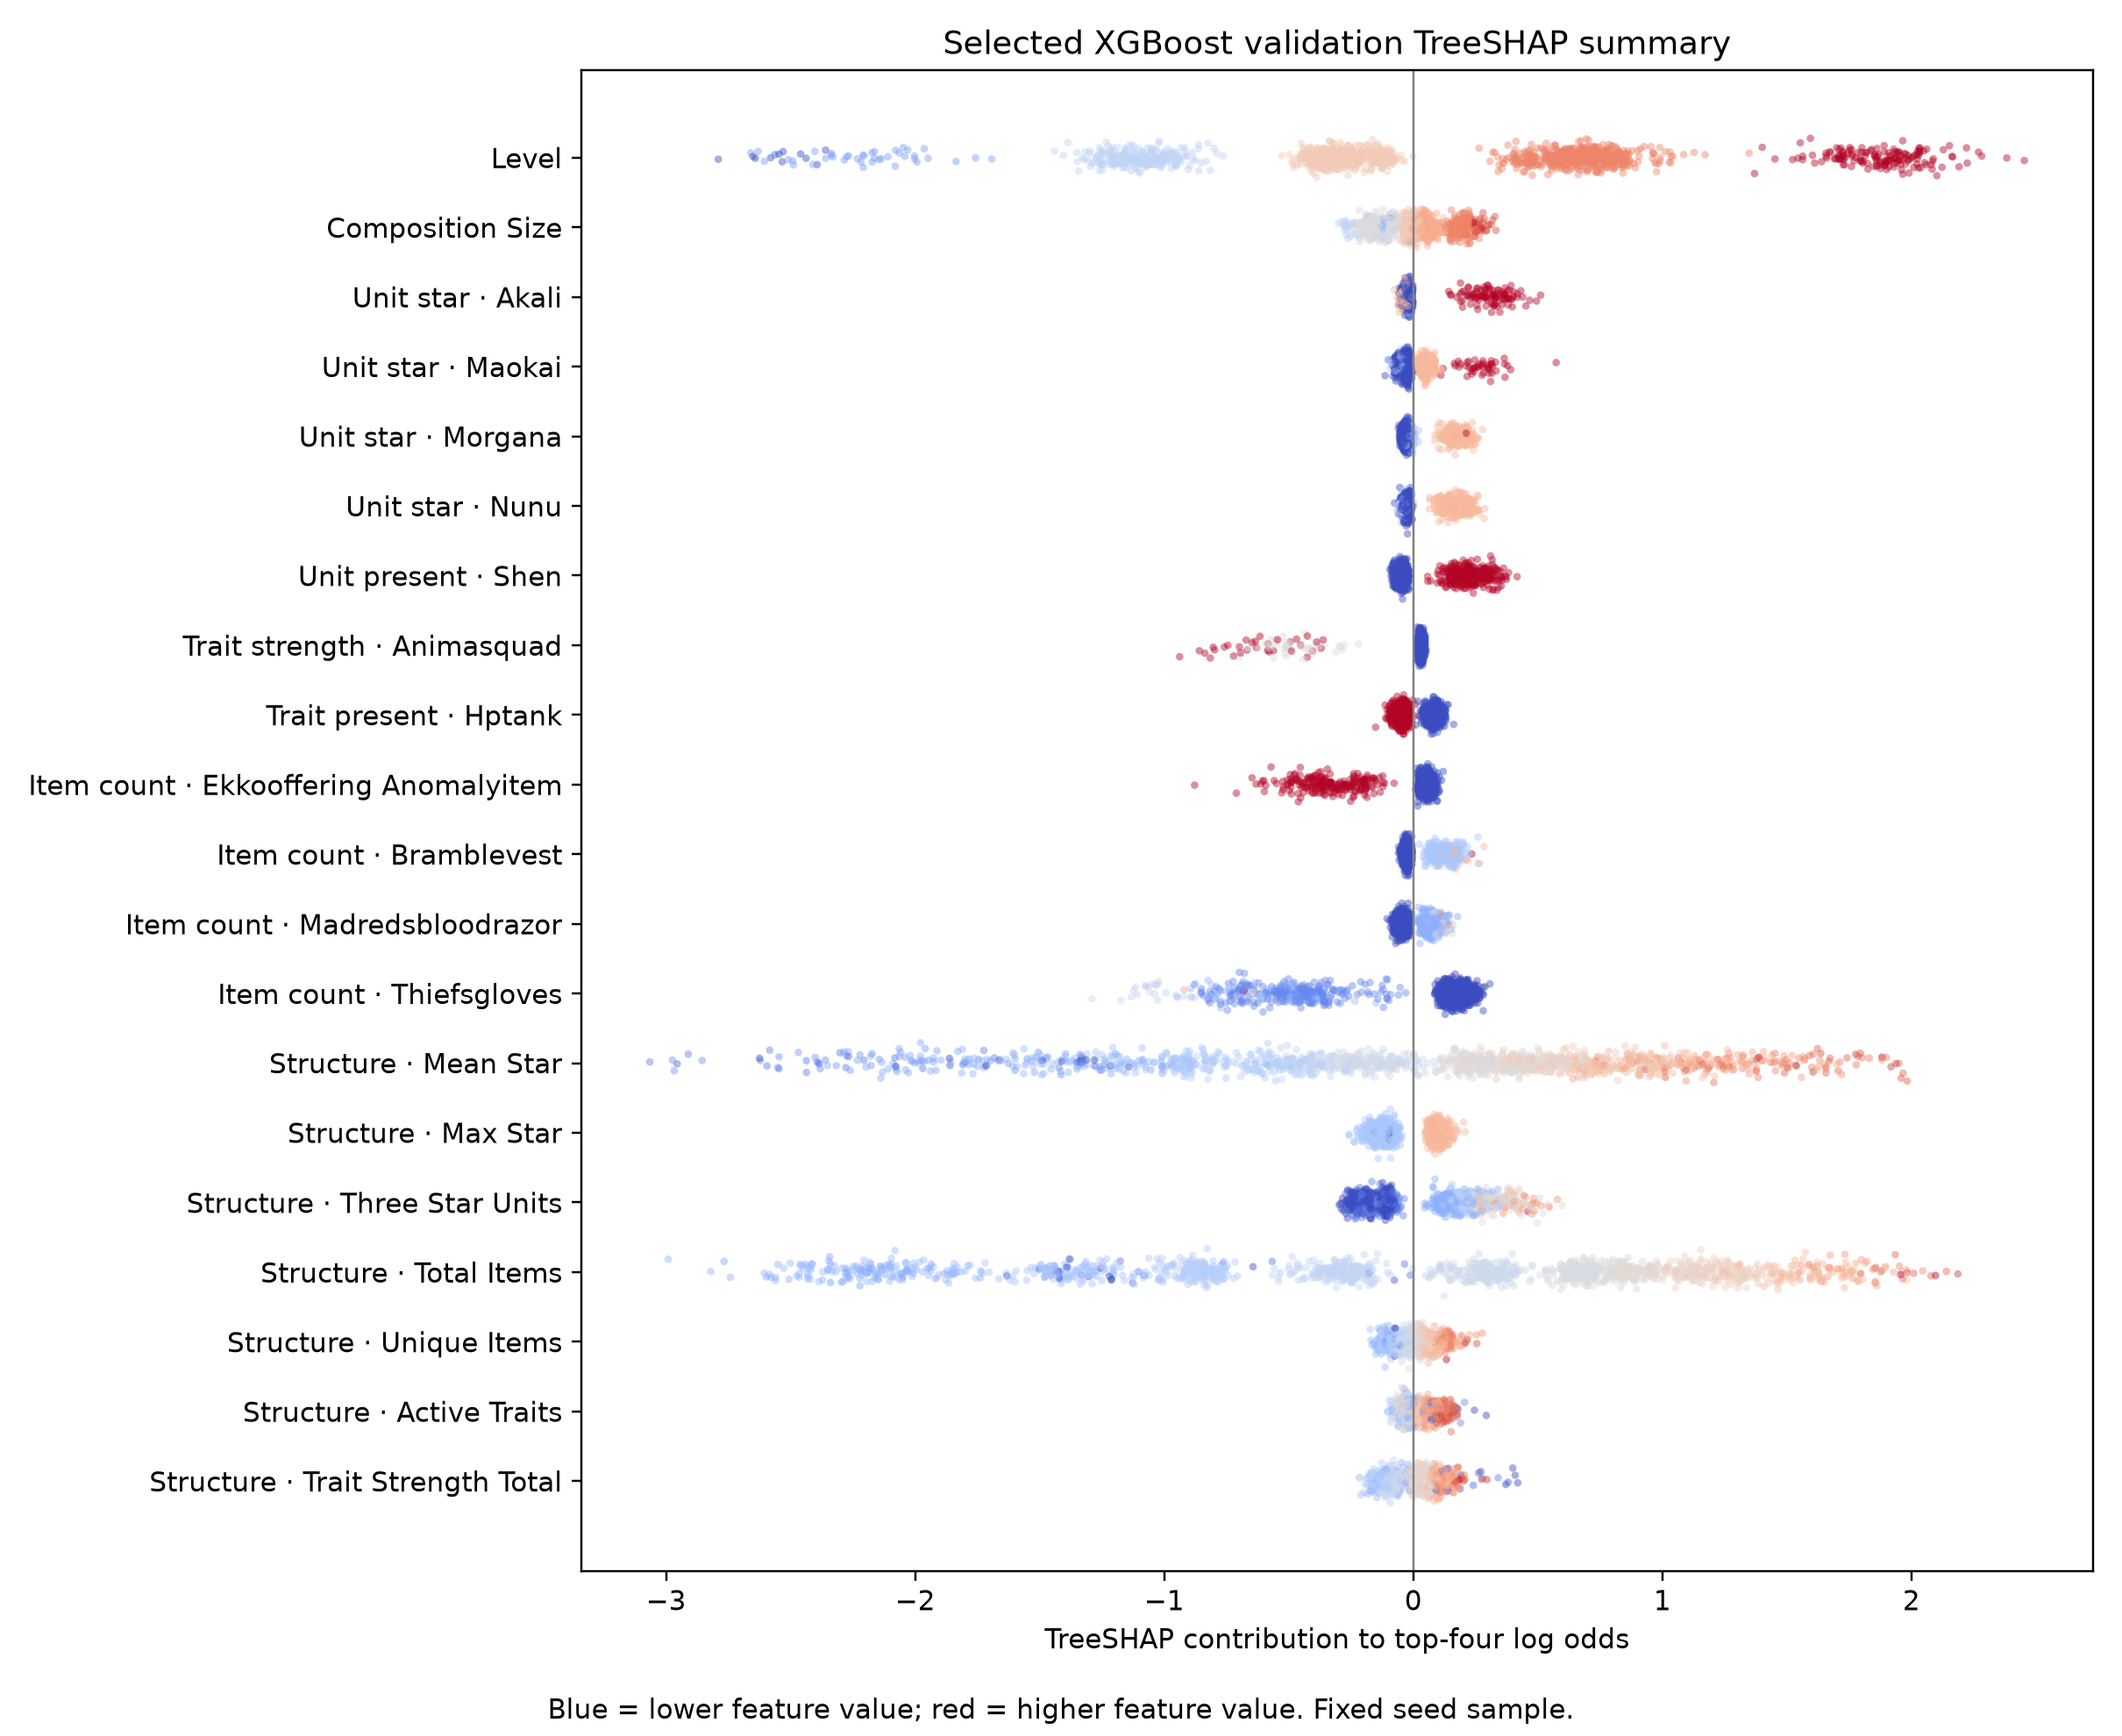 Selected XGBoost validation TreeSHAP summary
Level
Composition Size
Unit star · Akali
Unit star · Maokai
Unit star · Morgana
Unit star · Nunu
Unit present · Shen
Trait strength · Animasquad
Trait present · Hptank
Item count · Ekkooffering Anomalyitem
Item count · Bramblevest
Item count · Madredsbloodrazor
Item count · Thiefsgloves
Structure · Mean Star
Structure · Max Star
Structure · Three Star Units
Structure · Total Items
Structure · Unique Items
Structure · Active Traits
Structure · Trait Strength Total
−3 −2 −1 0 1 2
TreeSHAP contribution to top-four log odds
Blue = lower feature value; red = higher feature value. Fixed seed sample.